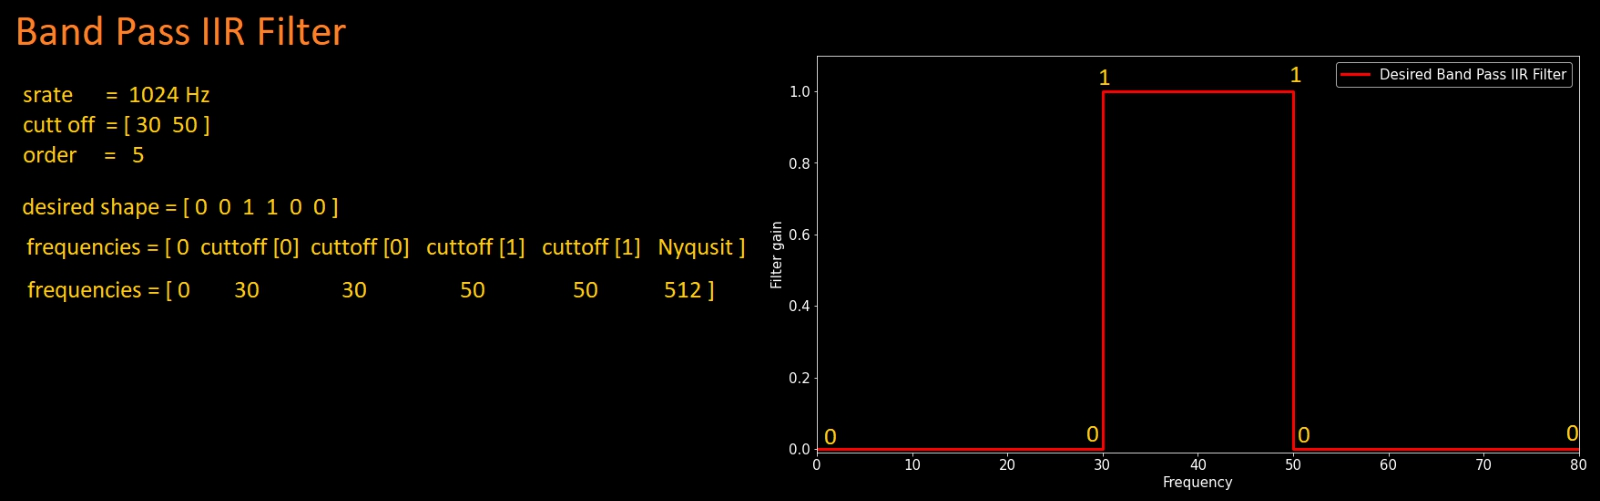 Band Pass IIR Filter
srate = 1024 Hz
cutt off = [ 30 50 ]
order = 5
desired shape = [ 0 0 1 1 0 0 ]
frequencies = [ 0 cuttoff [0] cuttoff [0] cuttoff [1] cuttoff [1] Nyqusit ]
frequencies = [ 0 30 30 50 50 512 ]
Desired Band Pass IIR Filter
1 1
0 0 0 0
Filter gain
1.0
0.8
0.6
0.4
0.2
0.0
0 10 20 30 40 50 60 70 80
Frequency